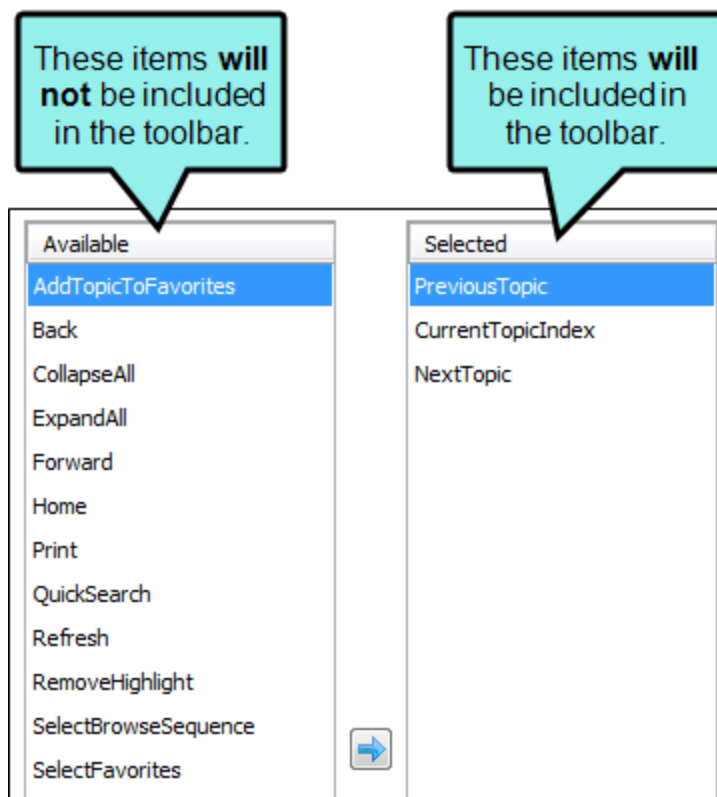 These items will
not be included
in the toolbar.
These items will
be included in
the toolbar.
Available
AddTopicToFavorites
Back
CollapseAll
ExpandAll
Forward
Home
Print
QuickSearch
Refresh
RemoveHighlight
SelectBrowseSequence
SelectFavorites
Selected
PreviousTopic
CurrentTopicIndex
NextTopic